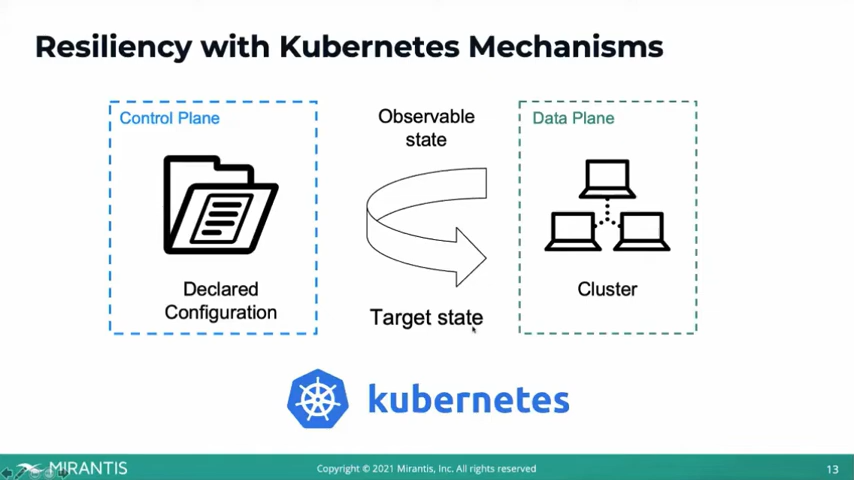 Resiliency with Kubernetes Mechanisms
Control Plane
Declared
Configuration
Observable
state
Target state
Data Plane
Cluster
kubernetes
MIRANTIS
Copyright © 2021 Mirantis, Inc. All rights reserved
13